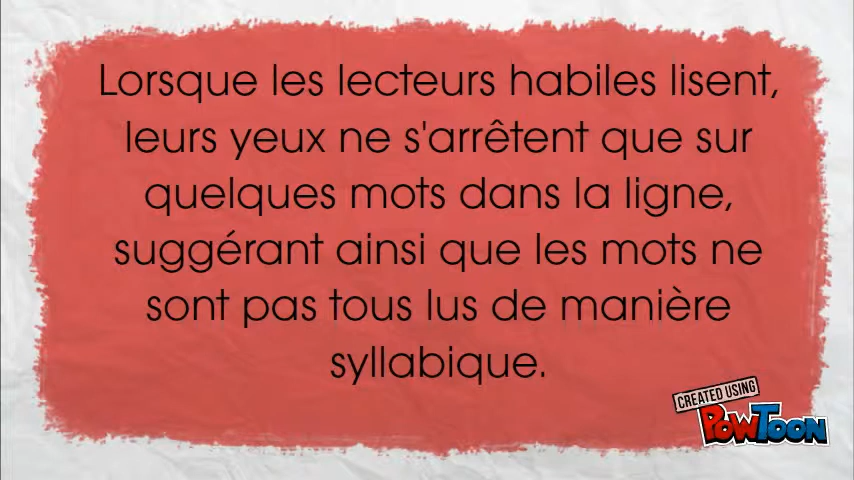 Lorsque les lecteurs habiles lisent,
leurs yeux ne s'arrêtent que sur
quelques mots dans la ligne,
suggérant ainsi que les mots ne
sont pas tous lus de manière
syllabique.
CREATED USING
POWTOON